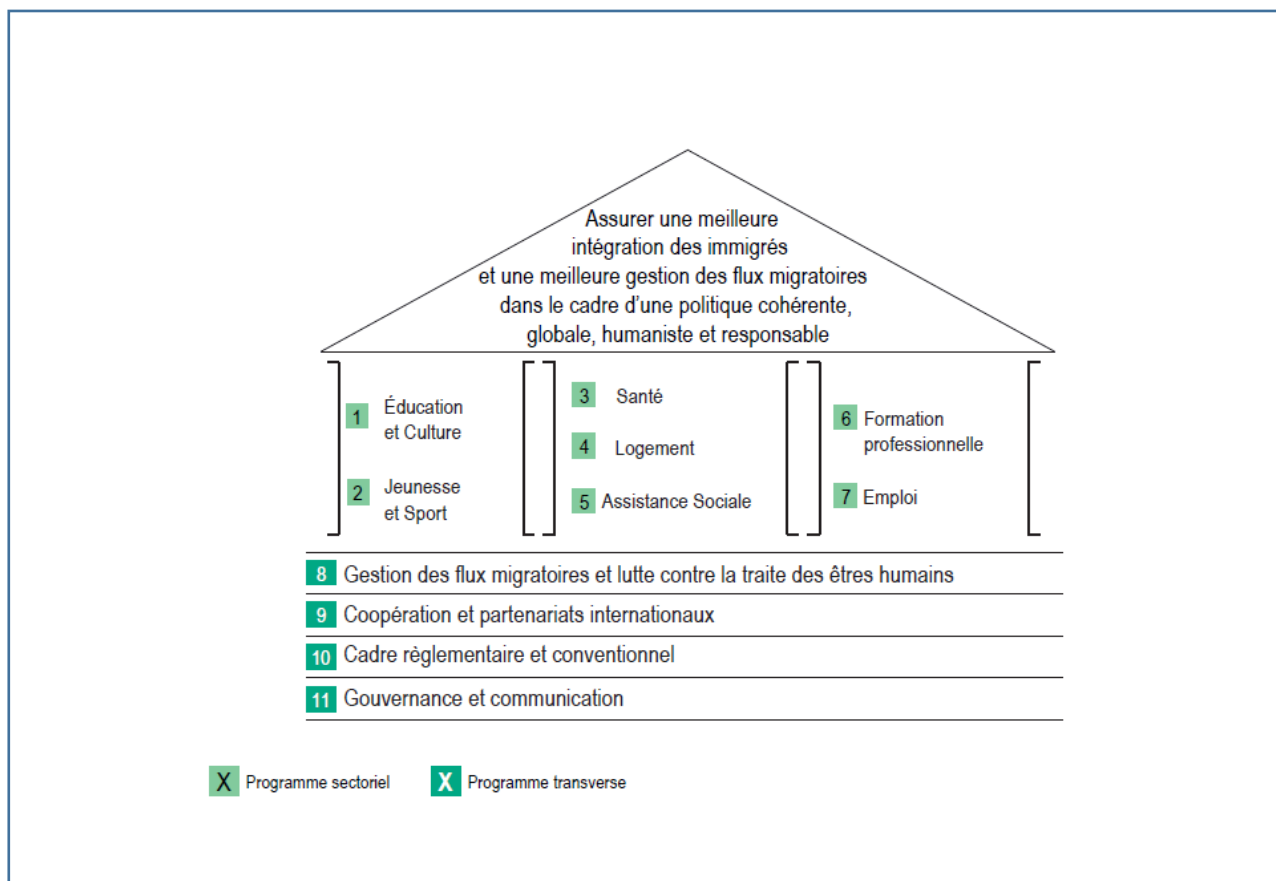 Assurer une meilleure
intégration des immigrés
et une meilleure gestion des flux migratoires
dans le cadre d'une politique cohérente,
globale, humaniste et responsable
1 Éducation
et Culture
2 Jeunesse
et Sport
3 Santé
4 Logement
5 Assistance Sociale
6 Formation
professionnelle
7 Emploi
8 Gestion des flux migratoires et lutte contre la traite des êtres humains
9 Coopération et partenariats internationaux
10 Cadre règlementaire et conventionnel
11 Gouvernance et communication
X Programme sectoriel X Programme transverse